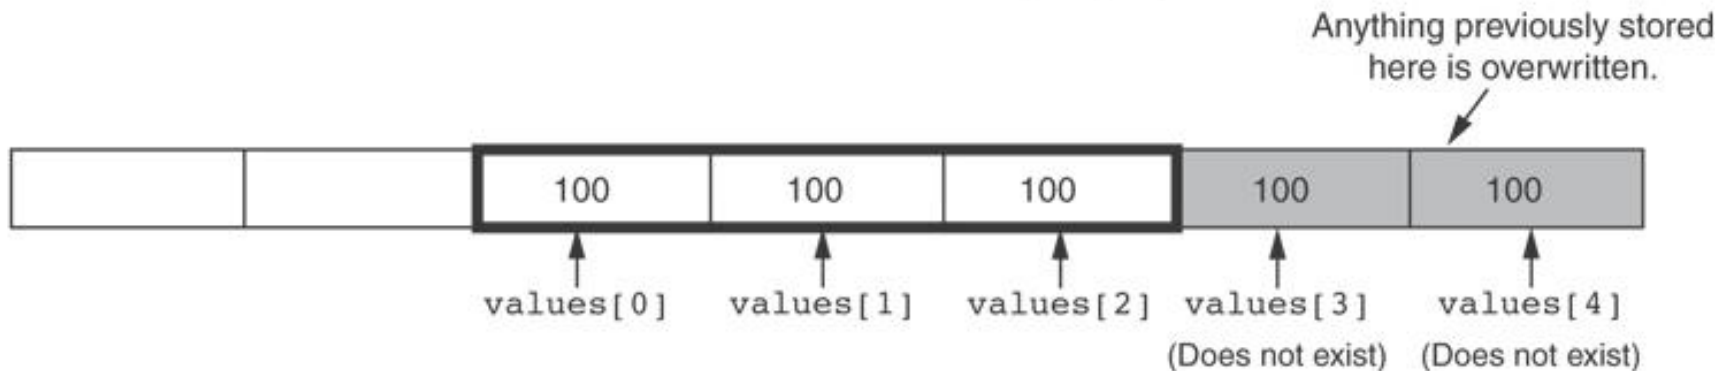 Anything previously stored
here is overwritten.
100 100 100 100 100
values[0] values[1] values[2] values[3] values[4]
(Does not exist) (Does not exist)